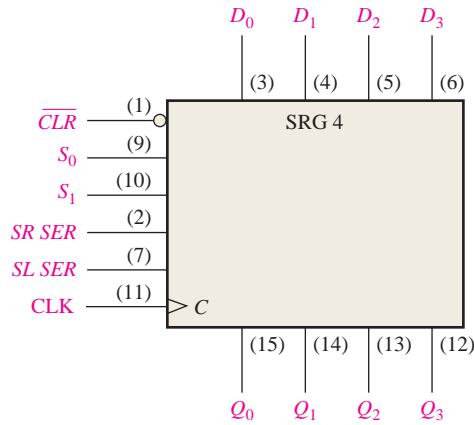 D0 D1 D2 D3
(3) (4) (5) (6)
CLR (1) SRG 4
S0 (9)
S1 (10)
SR SER (2)
SL SER (7)
CLK (11) C
(15) (14) (13) (12)
Q0 Q1 Q2 Q3